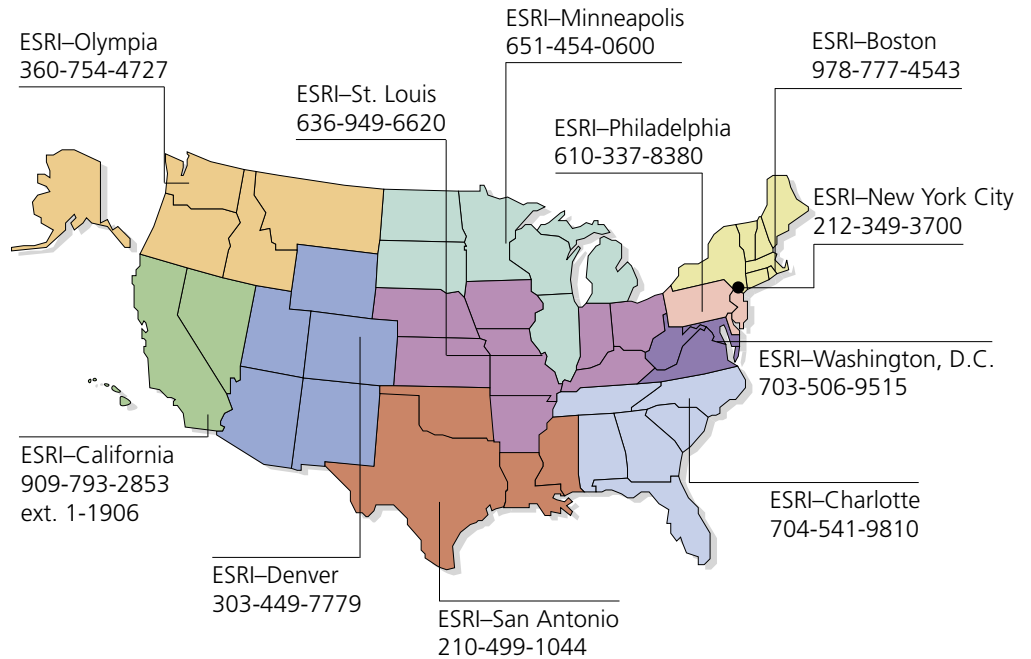 ESRI–Olympia
360-754-4727
ESRI–Minneapolis
651-454-0600
ESRI–Boston
978-777-4543
ESRI–St. Louis
636-949-6620
ESRI–Philadelphia
610-337-8380
ESRI–New York City
212-349-3700
ESRI–Washington, D.C.
703-506-9515
ESRI–California
909-793-2853
ext. 1-1906
ESRI–Charlotte
704-541-9810
ESRI–Denver
303-449-7779
ESRI–San Antonio
210-499-1044